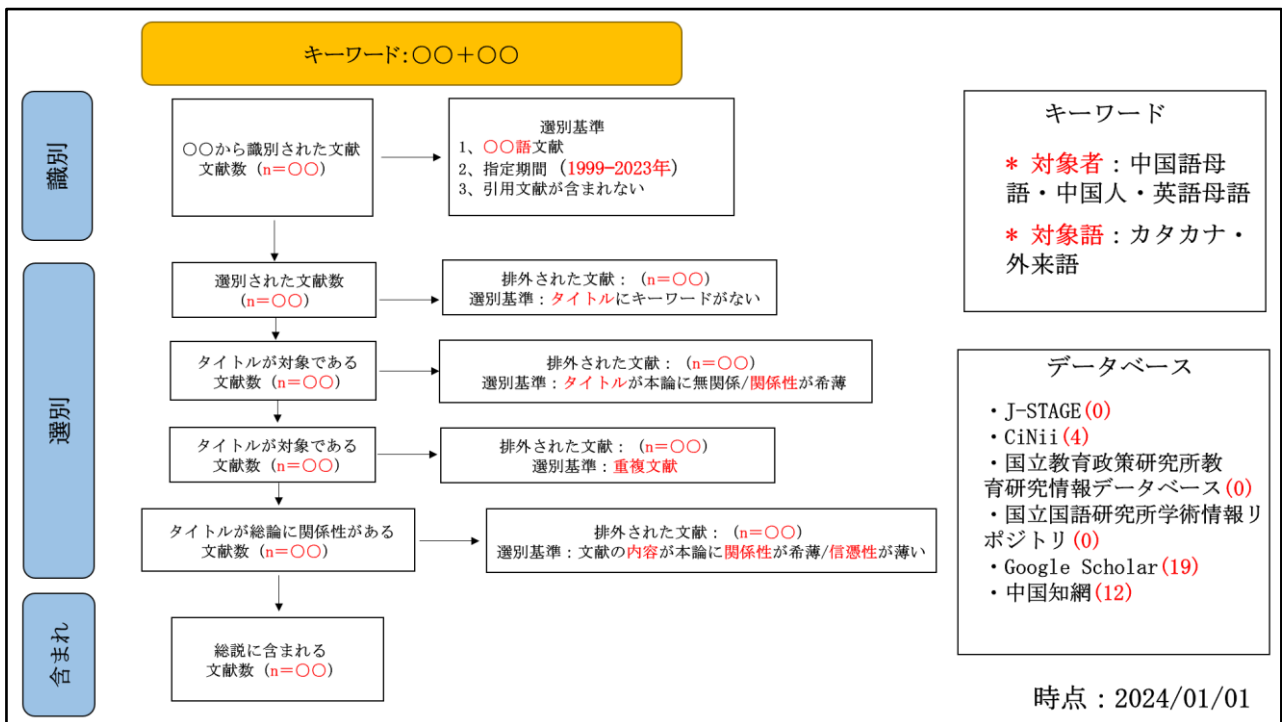 キーワード:〇〇+〇〇
識別
〇〇から識別された文献
文献数 (n=〇〇)
選別基準
1、〇〇語文献
2、指定期間 (1999-2023年)
3、引用文献が含まれない
選別
選別された文献数
(n=〇〇)
排外された文献: (n=〇〇)
選別基準:タイトルにキーワードがない
タイトルが対象である
文献数 (n=〇〇)
排外された文献: (n=〇〇)
選別基準:タイトルが本論に無関係/関係性が希薄
タイトルが対象である
文献数 (n=〇〇)
排外された文献: (n=〇〇)
選別基準:重複文献
タイトルが総論に関係性がある
文献数 (n=〇〇)
排外された文献: (n=〇〇)
選別基準:文献の内容が本論に関係性が希薄/信憑性が薄い
含まれ
総説に含まれる
文献数 (n=〇〇)
キーワード
* 対象者:中国語母
語・中国人・英語母語
* 対象語:カタカナ・
外来語
データベース
・J-STAGE(0)
・CiNii(4)
・国立教育政策研究所教
育研究情報データベース(0)
・国立国語研究所学術情報リ
ポジトリ(0)
・Google Scholar(19)
・中国知網(12)
時点:2024/01/01